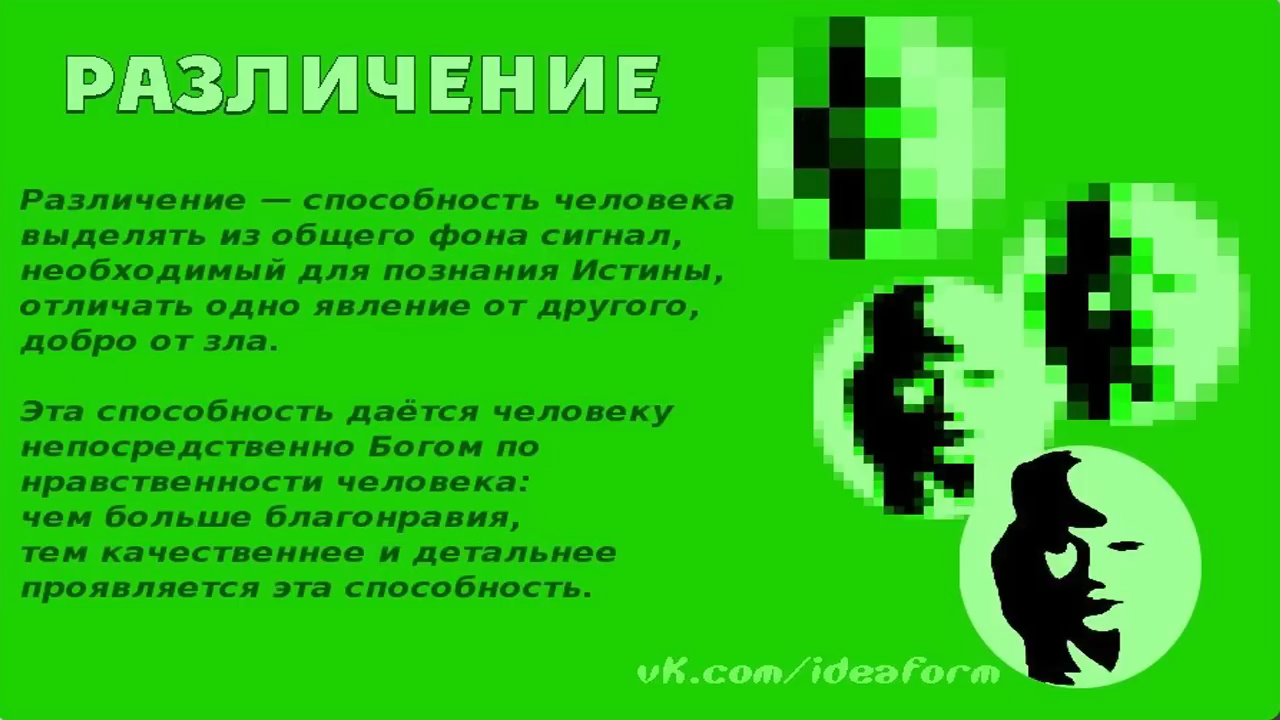 РАЗЛИЧЕНИЕ
Различение — способность человека
выделять из общего фона сигнал,
необходимый для познания Истины,
отличать одно явление от другого,
добро от зла.
Эта способность даётся человеку
непосредственно Богом по
нравственности человека:
чем больше благонравия,
тем качественнее и детальнее
проявляется эта способность.
vK.com/ideaform